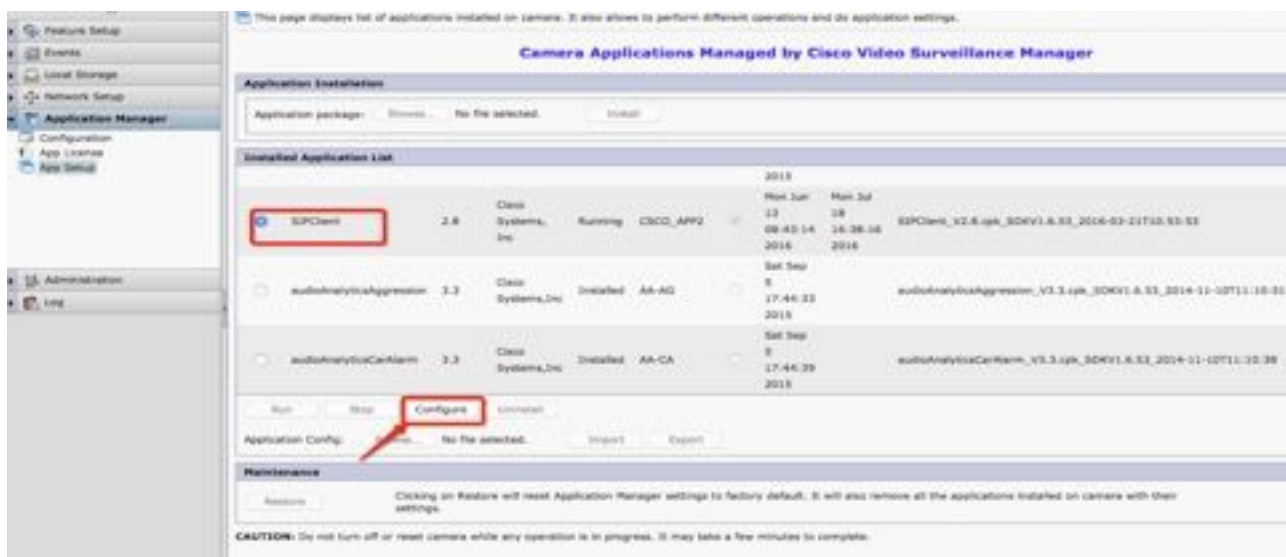 This page displays list of applications installed on camera. It also allows to perform different operations and do application settings.
Feature Setup
Events
Local Storage
Network Setup
Application Manager
Configuration
App License
App Setup
Administration
Log
Camera Applications Managed by Cisco Video Surveillance Manager
Application Installation
Application package: Browse... No file selected. Install
Installed Application List
2015
SIPClient 2.8 Cisco Systems, Inc Running CSCO_APP2 Mon Jun 13 08:43:14 2016 Mon Jul 18 16:38:16 2016 SIPClient_V2.8.cpk_SDKV1.6.53_2016-03-21T10:53:53
audioAnalyticsAggression 3.3 Cisco Systems,Inc Installed AA-AG Sat Sep 5 17:44:33 2015 audioAnalyticsAggression_V3.3.cpk_SDKV1.6.53_2014-11-10T11:10:01
audioAnalyticsCarAlarm 3.3 Cisco Systems,Inc Installed AA-CA Sat Sep 5 17:44:39 2015 audioAnalyticsCarAlarm_V3.3.cpk_SDKV1.6.53_2014-11-10T11:10:38
Run Stop Configure Uninstall
Application Config: No file selected. Import Export
Maintenance
Restore Clicking on Restore will reset Application Manager settings to factory default. It will also remove all the applications installed on camera with their settings.
CAUTION: Do not turn off or reset camera while any operation is in progress. It may take a few minutes to complete.